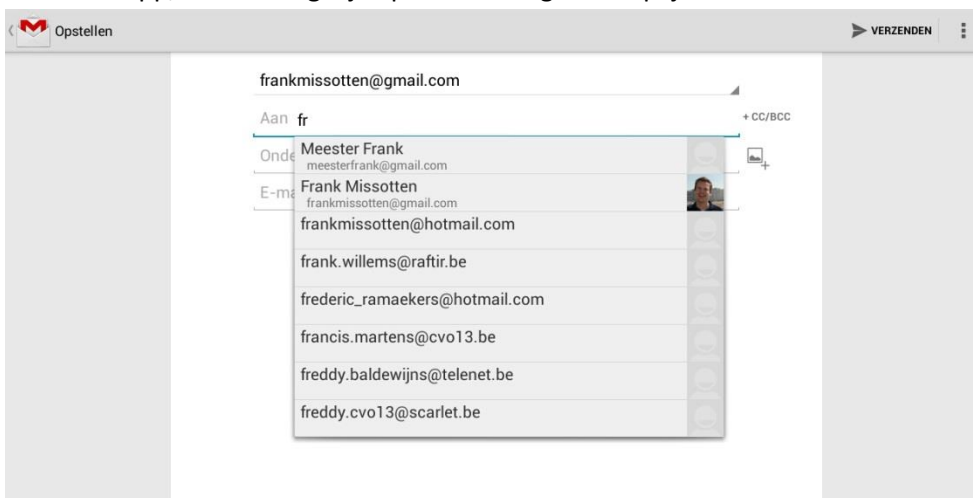 Opstellen
VERZENDEN
frankmissotten@gmail.com
Aan fr
+ CC/BCC
Onde
Meester Frank
meesterfrank@gmail.com
E-ma
Frank Missotten
frankmissotten@gmail.com
frankmissotten@hotmail.com
frank.willems@raftir.be
frederic_ramaekers@hotmail.com
francis.martens@cvo13.be
freddy.baldewijns@telenet.be
freddy.cvo13@scarlet.be